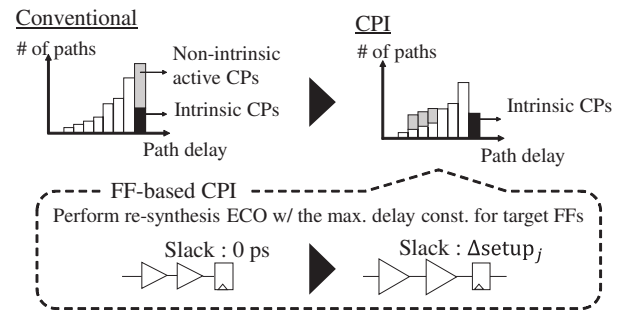 Conventional
# of paths
Non-intrinsic
active CPs
Intrinsic CPs
Path delay
CPI
# of paths
Intrinsic CPs
Path delay
FF-based CPI
Perform re-synthesis ECO w/ the max. delay const. for target FFs
Slack : 0 ps
Slack : Δsetupⱼ